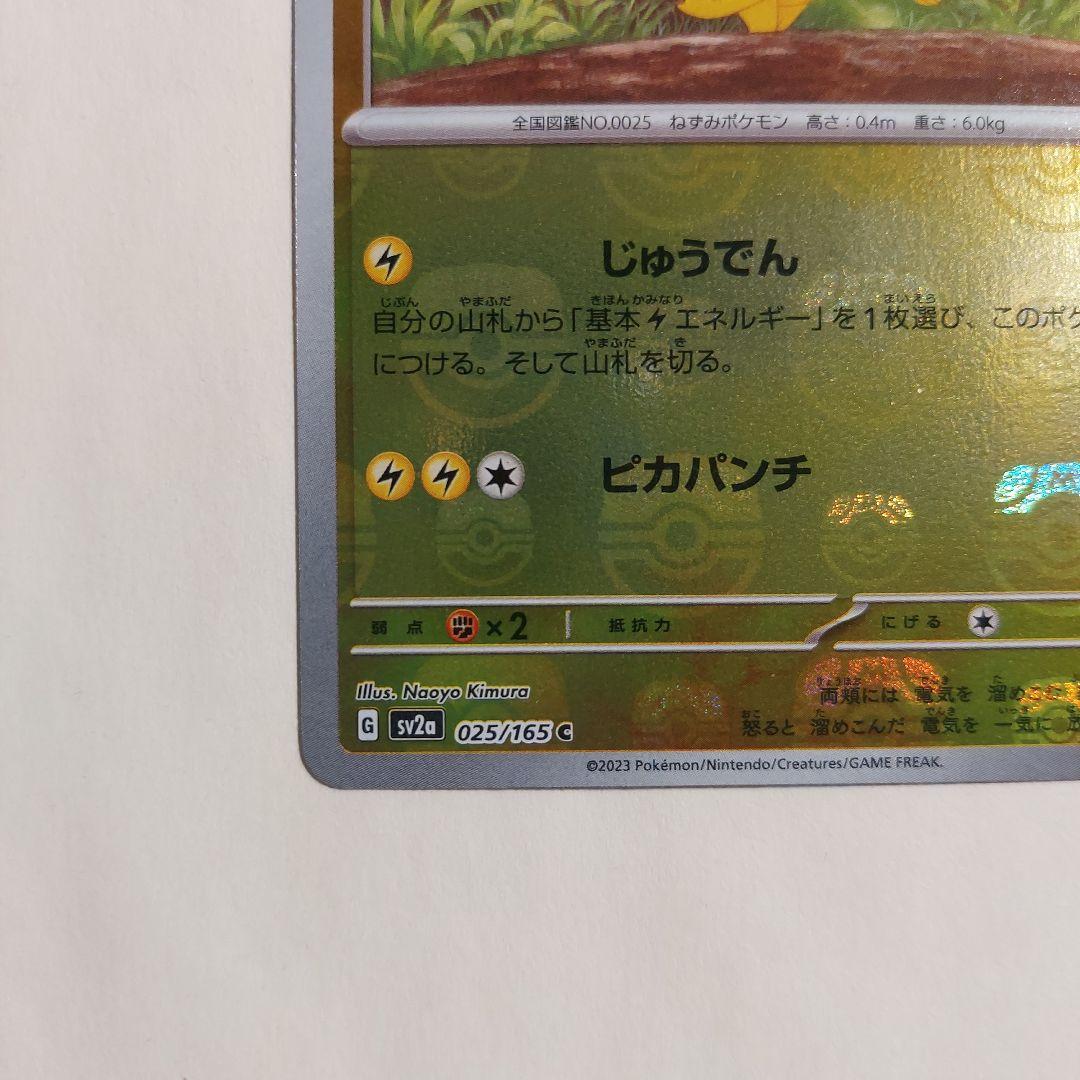 全国図鑑NO.0025 ねずみポケモン 高さ:0.4m 重さ:6.0kg
じゅうでん
自分の山札から「基本エネルギー」を1枚選び、このポケ
につける。そして山札を切る。
ピカパンチ
弱点 ×2 抵抗力 にげる
Illus. Naoyo Kimura
両頬には 電気を 溜めこ
G sv2a 025/165 C
怒ると 溜めこんだ 電気を 一気に
©2023 Pokémon/Nintendo/Creatures/GAME FREAK.